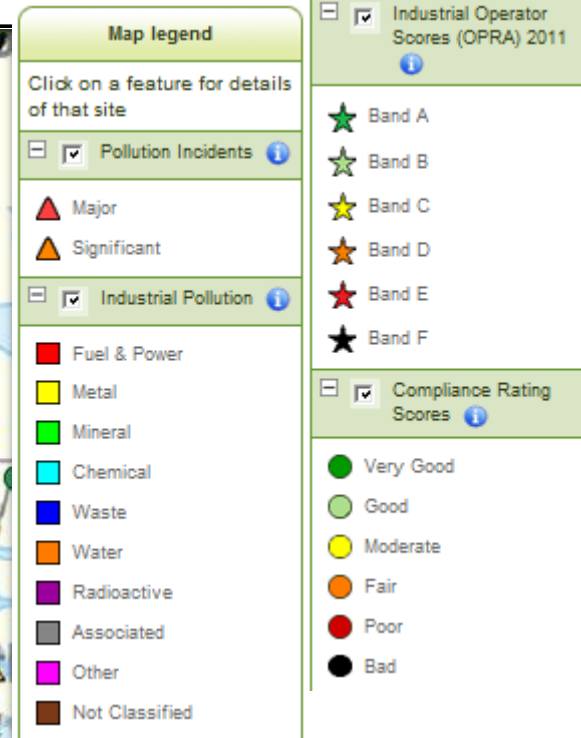 Map legend
Click on a feature for details
of that site
Pollution Incidents
Major
Significant
Industrial Pollution
Fuel & Power
Metal
Mineral
Chemical
Waste
Water
Radioactive
Associated
Other
Not Classified
Industrial Operator
Scores (OPRA) 2011
Band A
Band B
Band C
Band D
Band E
Band F
Compliance Rating
Scores
Very Good
Good
Moderate
Fair
Poor
Bad